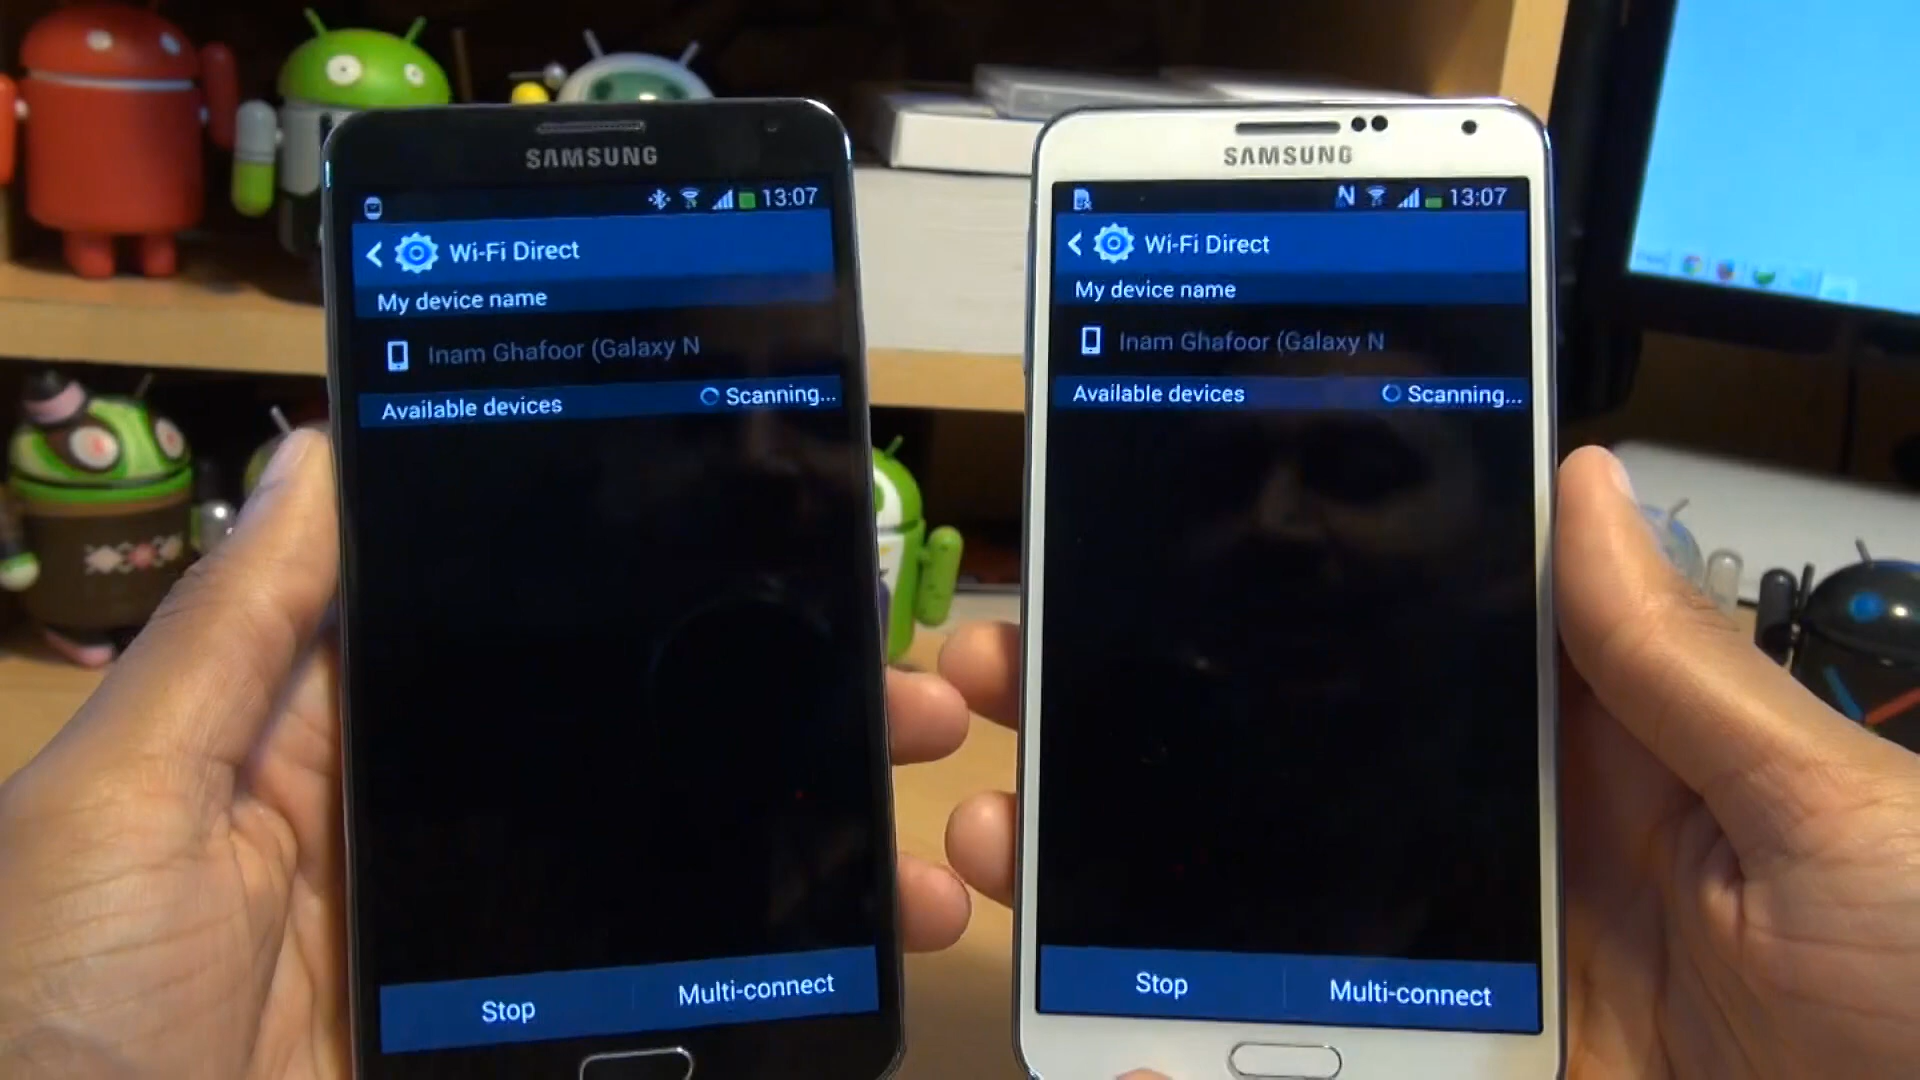 SAMSUNG
13:07
Wi-Fi Direct
My device name
Inam Ghafoor (Galaxy N
Available devices
Scanning...
Stop
Multi-connect
SAMSUNG
N
13:07
Wi-Fi Direct
My device name
Inam Ghafoor (Galaxy N
Available devices
Scanning...
Stop
Multi-connect